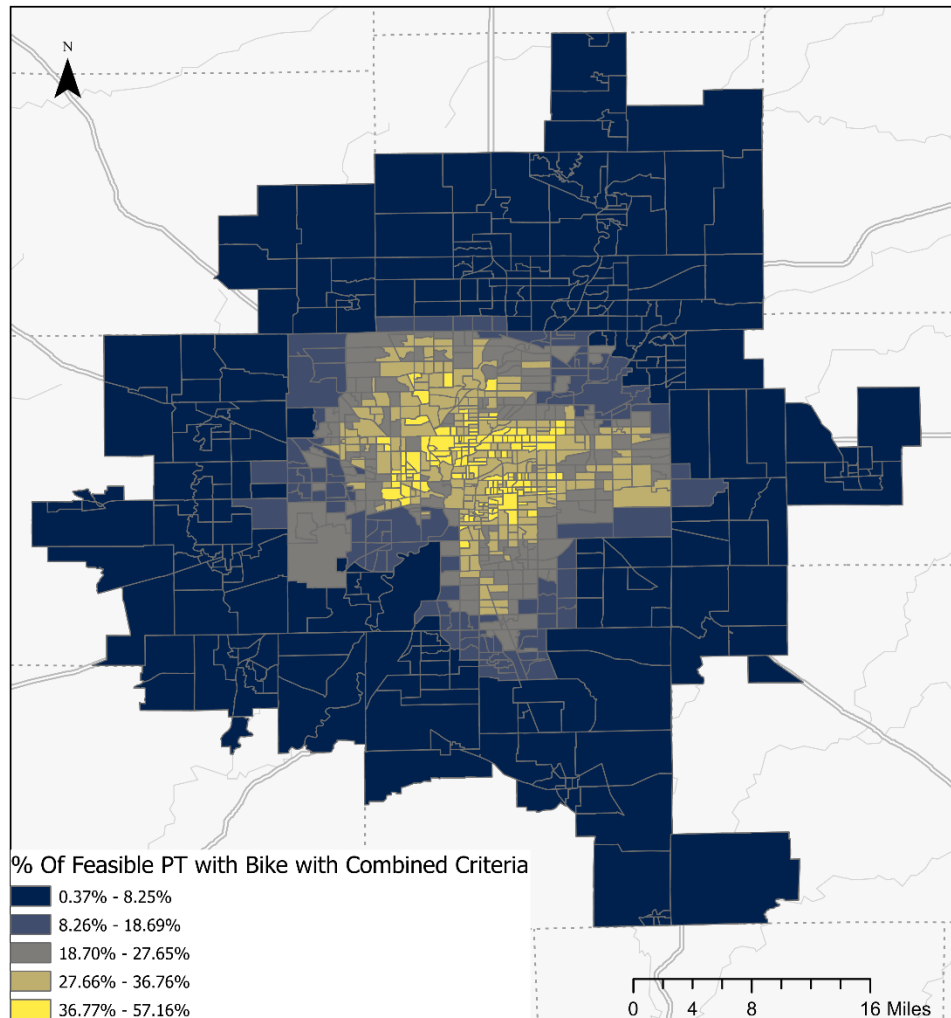 N
% Of Feasible PT with Bike with Combined Criteria
0.37% - 8.25%
8.26% - 18.69%
18.70% - 27.65%
27.66% - 36.76%
36.77% - 57.16%
0 4 8 16 Miles